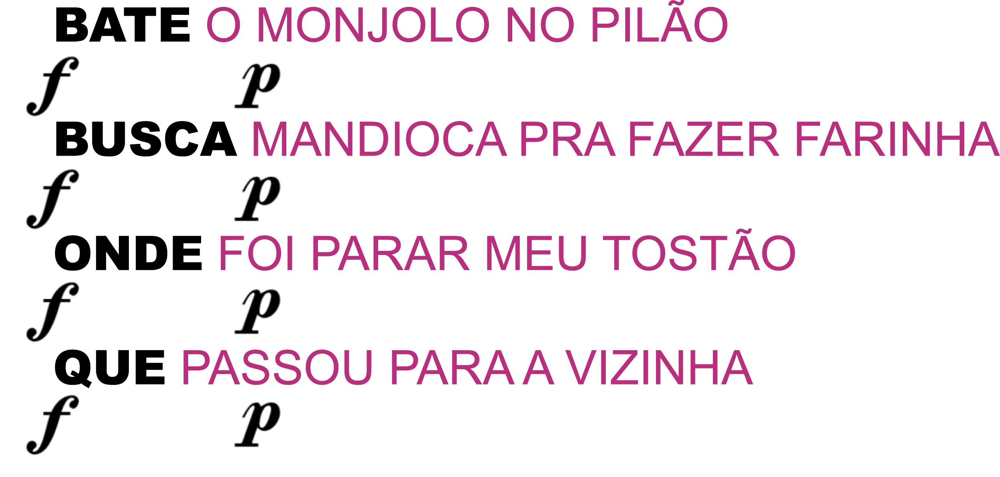 BATE O MONJOLO NO PILÃO
f p
BUSCA MANDIOCA PRA FAZER FARINHA
f p
ONDE FOI PARAR MEU TOSTÃO
f p
QUE PASSOU PARA A VIZINHA
f p